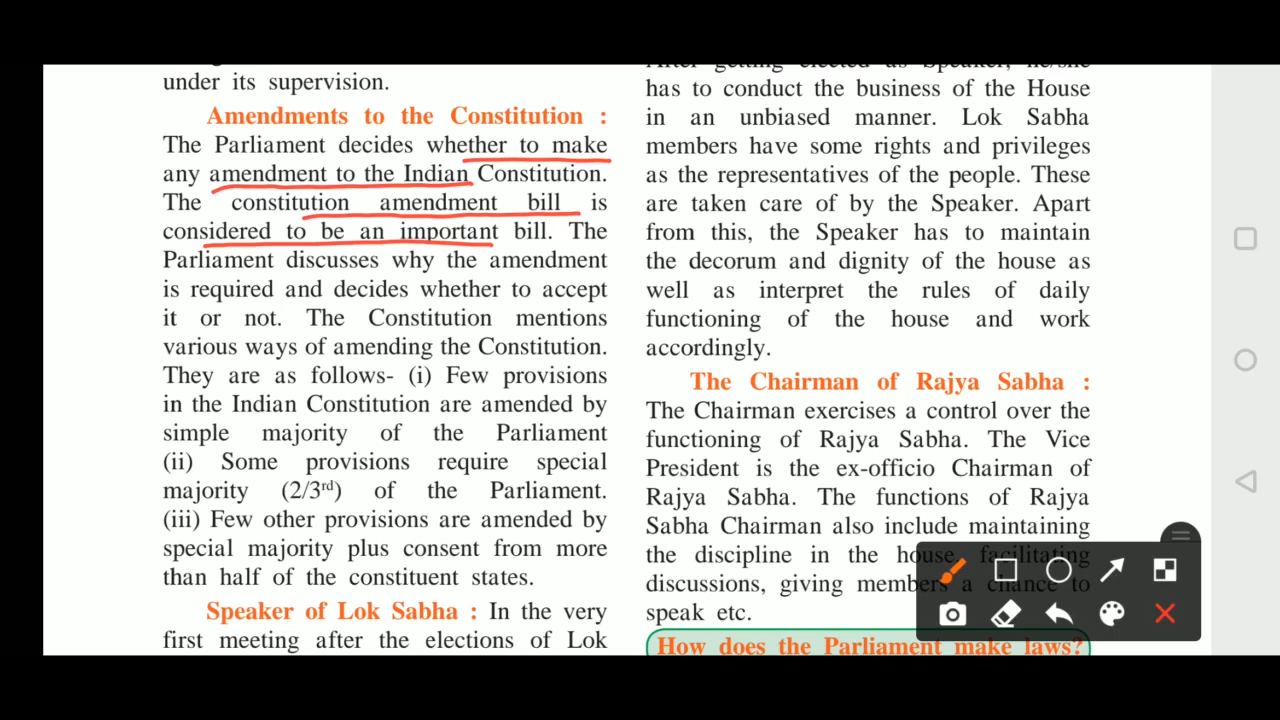 under its supervision.
Amendments to the Constitution :
The Parliament decides whether to make
any amendment to the Indian Constitution.
The constitution amendment bill is
considered to be an important bill. The
Parliament discusses why the amendment
is required and decides whether to accept
it or not. The Constitution mentions
various ways of amending the Constitution.
They are as follows- (i) Few provisions
in the Indian Constitution are amended by
simple majority of the Parliament
(ii) Some provisions require special
majority (2/3rd) of the Parliament.
(iii) Few other provisions are amended by
special majority plus consent from more
than half of the constituent states.
Speaker of Lok Sabha : In the very
first meeting after the elections of Lok
After getting elected as Speaker, he/she
has to conduct the business of the House
in an unbiased manner. Lok Sabha
members have some rights and privileges
as the representatives of the people. These
are taken care of by the Speaker. Apart
from this, the Speaker has to maintain
the decorum and dignity of the house as
well as interpret the rules of daily
functioning of the house and work
accordingly.
The Chairman of Rajya Sabha :
The Chairman exercises a control over the
functioning of Rajya Sabha. The Vice
President is the ex-officio Chairman of
Rajya Sabha. The functions of Rajya
Sabha Chairman also include maintaining
the discipline in the house, facilitating
discussions, giving members a chance to
speak etc.
How does the Parliament make laws?